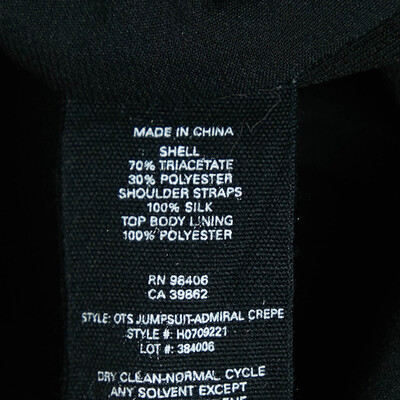 MADE IN CHINA
SHELL
70% TRIACETATE
30% POLYESTER
SHOULDER STRAPS
100% SILK
TOP BODY LINING
100% POLYESTER
RN 98406
CA 39862
STYLE: OTS JUMPSUIT-ADMIRAL CREPE
STYLE #: H0709221
LOT #: 384006
DRY CLEAN-NORMAL CYCLE
ANY SOLVENT EXCEPT